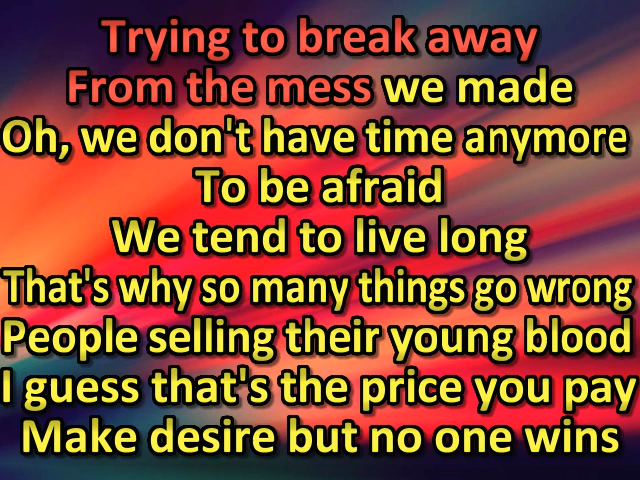 Trying to break away
From the mess we made
Oh, we don't have time anymore
To be afraid
We tend to live long
That's why so many things go wrong
People selling their young blood
I guess that's the price you pay
Make desire but no one wins